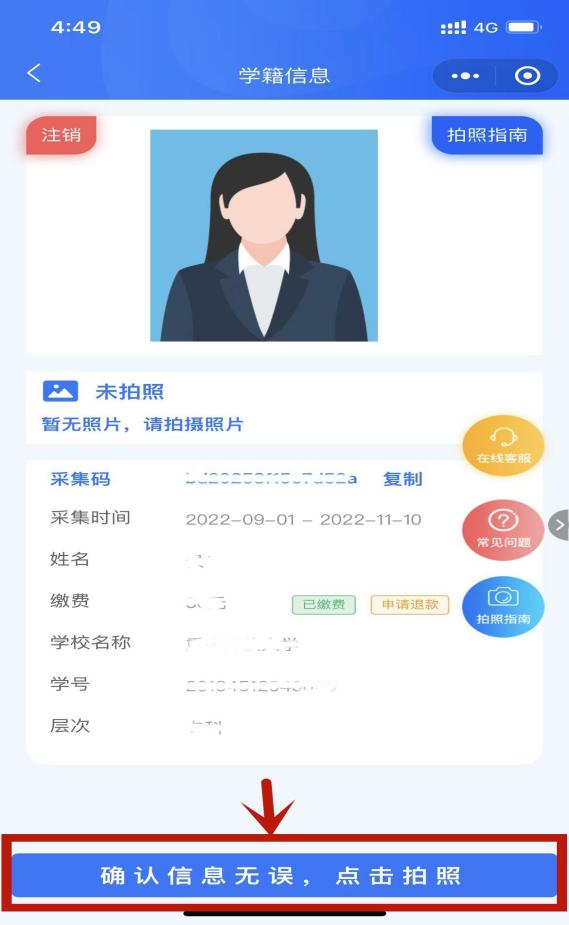 4:49 4G
学籍信息
注销 拍照指南
未拍照
暂无照片，请拍摄照片
在线客服
采集码 复制
采集时间 2022-09-01 - 2022-11-10
常见问题
姓名
缴费 已缴费 申请退款
拍照指南
学校名称 大学
学号
层次
确认信息无误，点击拍照